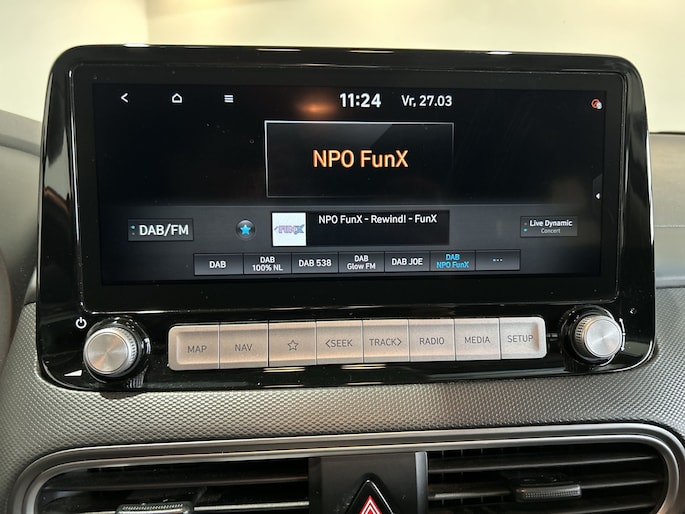 11:24 Vr, 27.03
NPO FunX
DAB/FM
FUNX
NPO FunX - Rewind! - FunX
Live Dynamic
Concert
DAB
DAB
100% NL
DAB 538
DAB
Glow FM
DAB JOE
DAB
NPO FunX
MAP
NAV
<SEEK
TRACK>
RADIO
MEDIA
SETUP